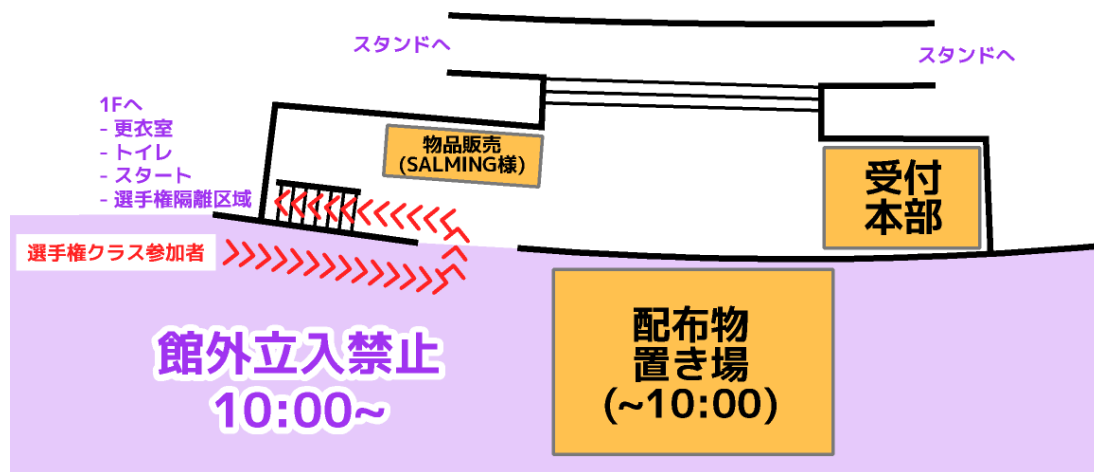 スタンドへ
スタンドへ
1Fへ
- 更衣室
- トイレ
- スタート
- 選手権隔離区域
物品販売
(SALMING様)
受付
本部
選手権クラス参加者
館外立入禁止
10:00~
配布物
置き場
(~10:00)